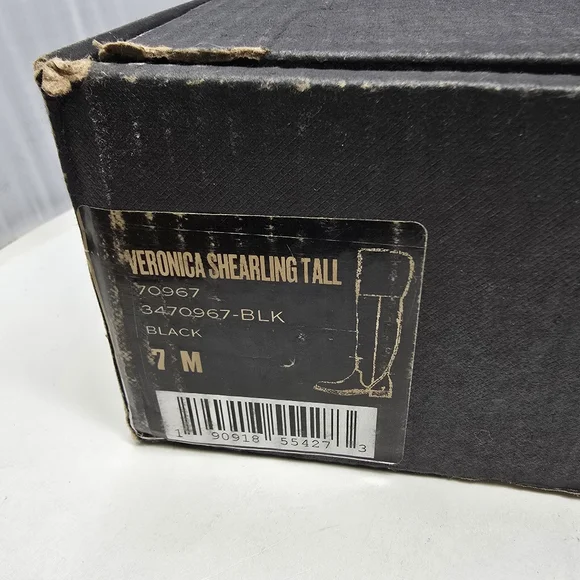 VERONICA SHEARLING TALL
70967
3470967-BLK
BLACK
7 M
1 90918 55427 3